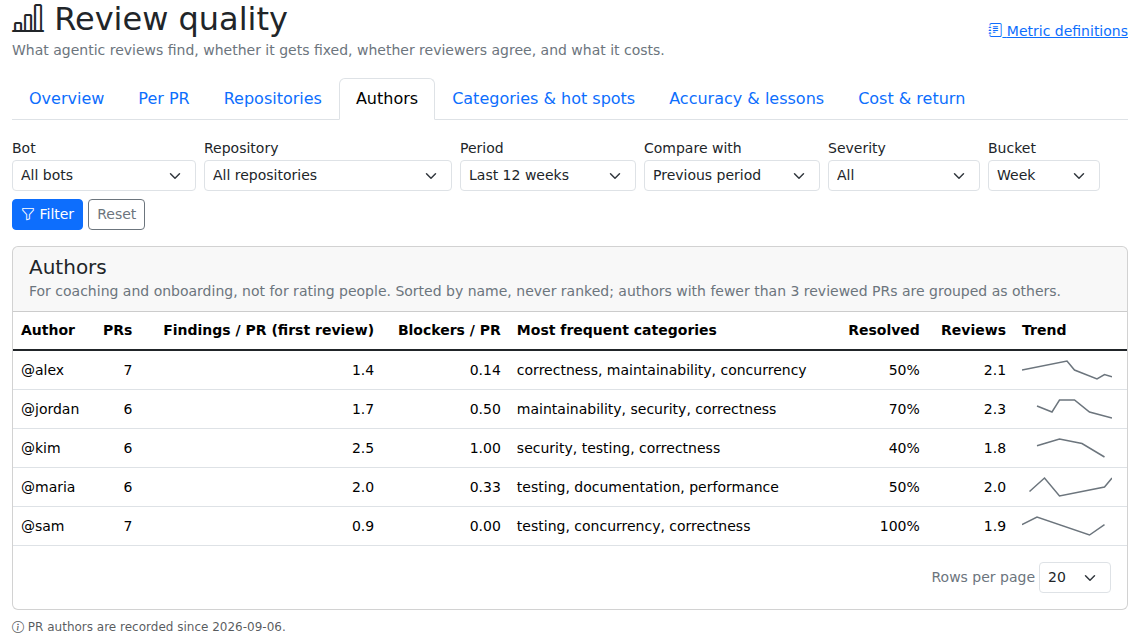 Review quality
Metric definitions
What agentic reviews find, whether it gets fixed, whether reviewers agree, and what it costs.
Overview Per PR Repositories Authors Categories & hot spots Accuracy & lessons Cost & return
Bot Repository Period Compare with Severity Bucket
All bots All repositories Last 12 weeks Previous period All Week
Filter Reset
Authors
For coaching and onboarding, not for rating people. Sorted by name, never ranked; authors with fewer than 3 reviewed PRs are grouped as others.
Author PRs Findings / PR (first review) Blockers / PR Most frequent categories Resolved Reviews Trend
@alex 7 1.4 0.14 correctness, maintainability, concurrency 50% 2.1
@jordan 6 1.7 0.50 maintainability, security, correctness 70% 2.3
@kim 6 2.5 1.00 security, testing, correctness 40% 1.8
@maria 6 2.0 0.33 testing, documentation, performance 50% 2.0
@sam 7 0.9 0.00 testing, concurrency, correctness 100% 1.9
Rows per page 20
PR authors are recorded since 2026-09-06.